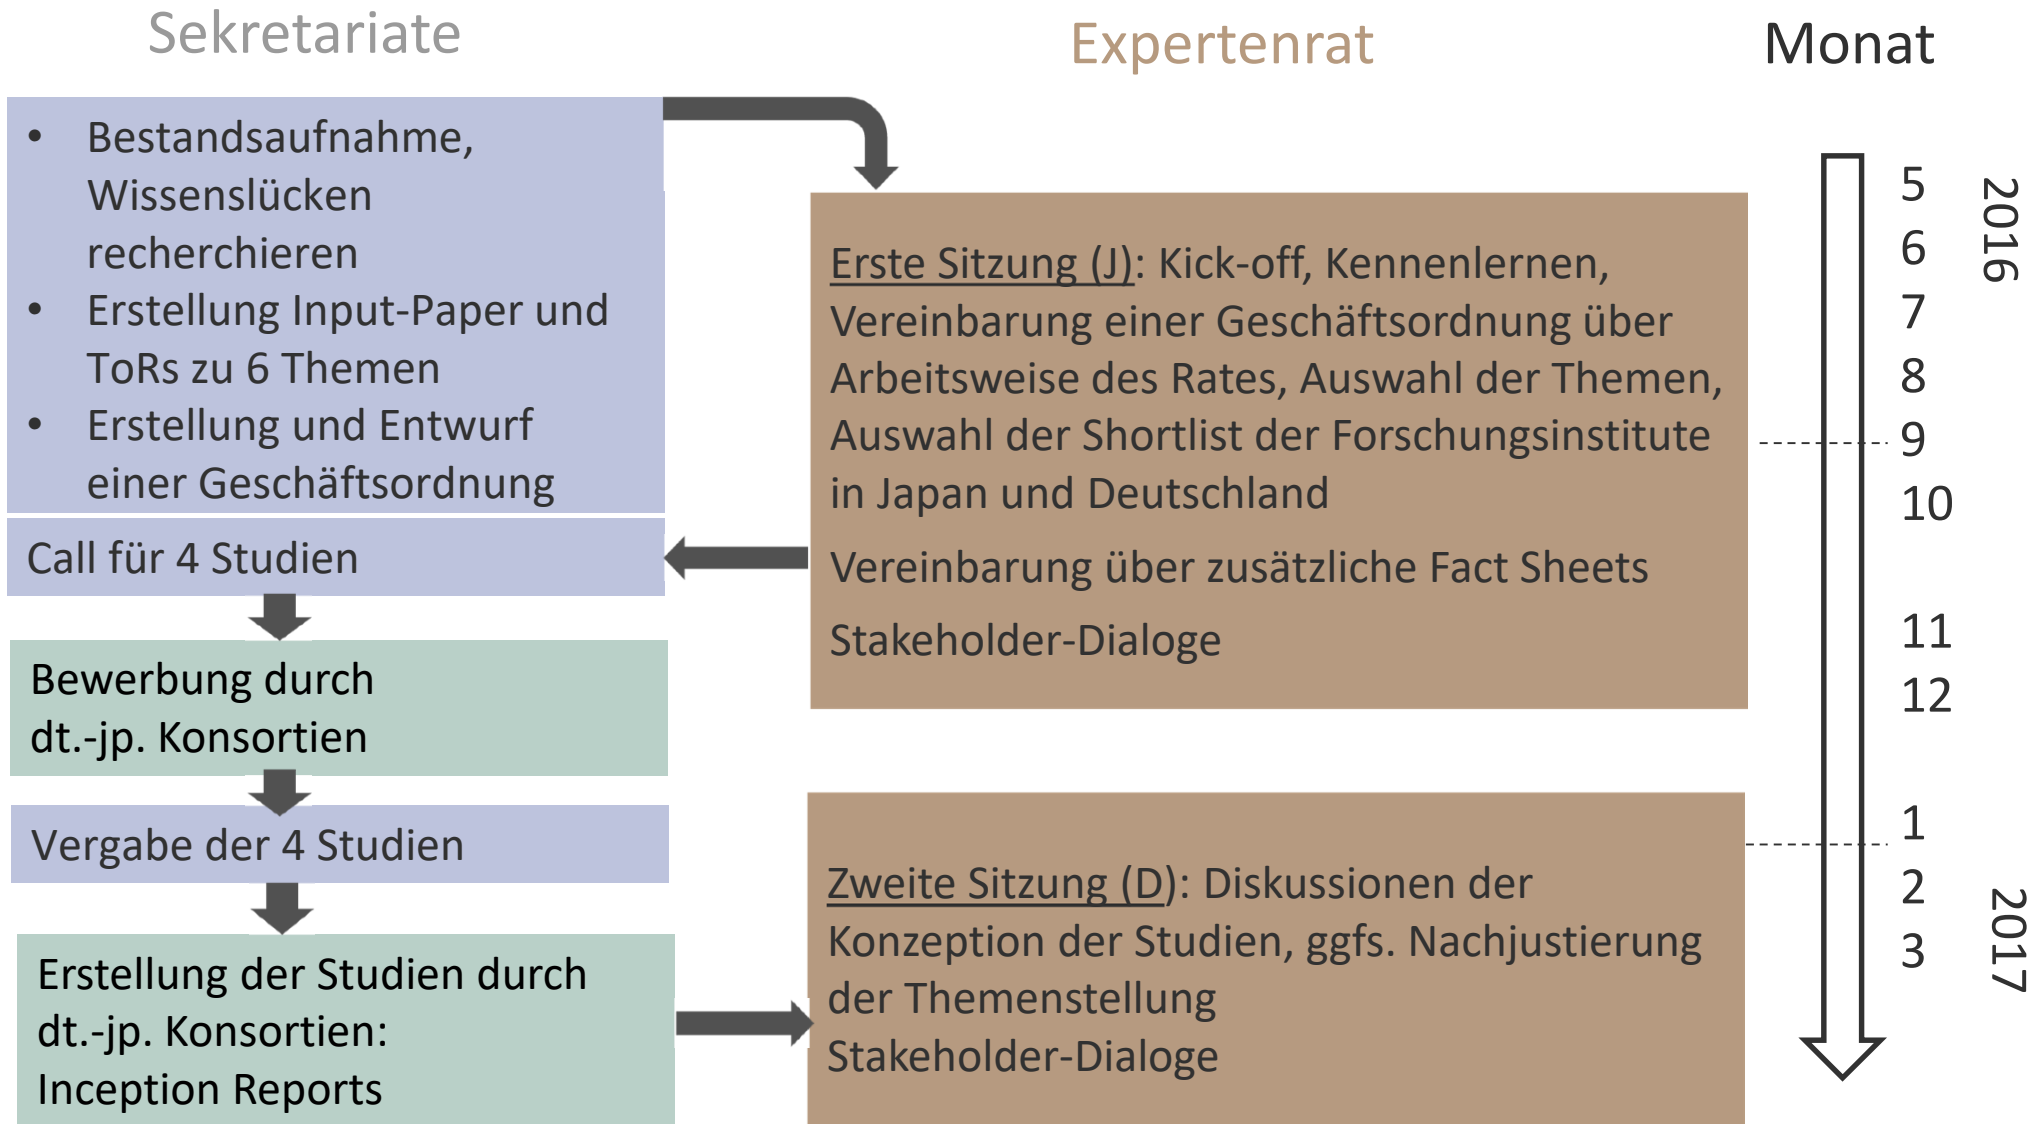 Sekretariate
Expertenrat
Monat
• Bestandsaufnahme,
Wissenslücken
recherchieren
• Erstellung Input-Paper und
ToRs zu 6 Themen
• Erstellung und Entwurf
einer Geschäftsordnung
Call für 4 Studien
Bewerbung durch
dt.-jp. Konsortien
Vergabe der 4 Studien
Erstellung der Studien durch
dt.-jp. Konsortien:
Inception Reports
Erste Sitzung (J): Kick-off, Kennenlernen,
Vereinbarung einer Geschäftsordnung über
Arbeitsweise des Rates, Auswahl der Themen,
Auswahl der Shortlist der Forschungsinstitute
in Japan und Deutschland
Vereinbarung über zusätzliche Fact Sheets
Stakeholder-Dialoge
Zweite Sitzung (D): Diskussionen der
Konzeption der Studien, ggfs. Nachjustierung
der Themenstellung
Stakeholder-Dialoge
5
6
7
8
9
10
11
12
2016
1
2
3
2017